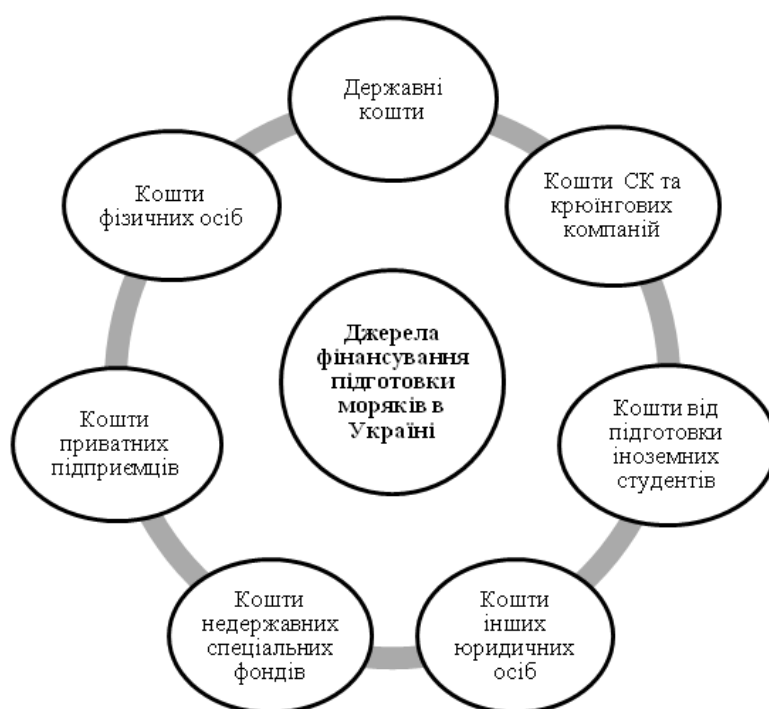 Державні
кошти
Кошти СК та
крюїнгових
компаній
Кошти від
підготовки
іноземних
студентів
Кошти
інших
юридичних
осіб
Кошти
недержавних
спеціальних
фондів
Кошти
приватних
підприємців
Кошти
фізичних осіб
Джерела
фінансування
підготовки
моряків в
Україні